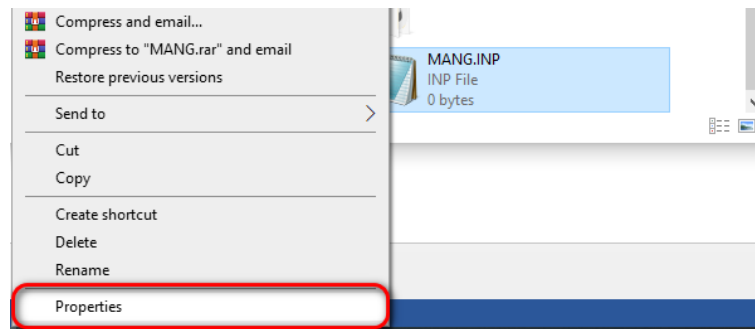 Compress and email...
Compress to "MANG.rar" and email
Restore previous versions
Send to
Cut
Copy
Create shortcut
Delete
Rename
Properties
MANG.INP
INP File
0 bytes